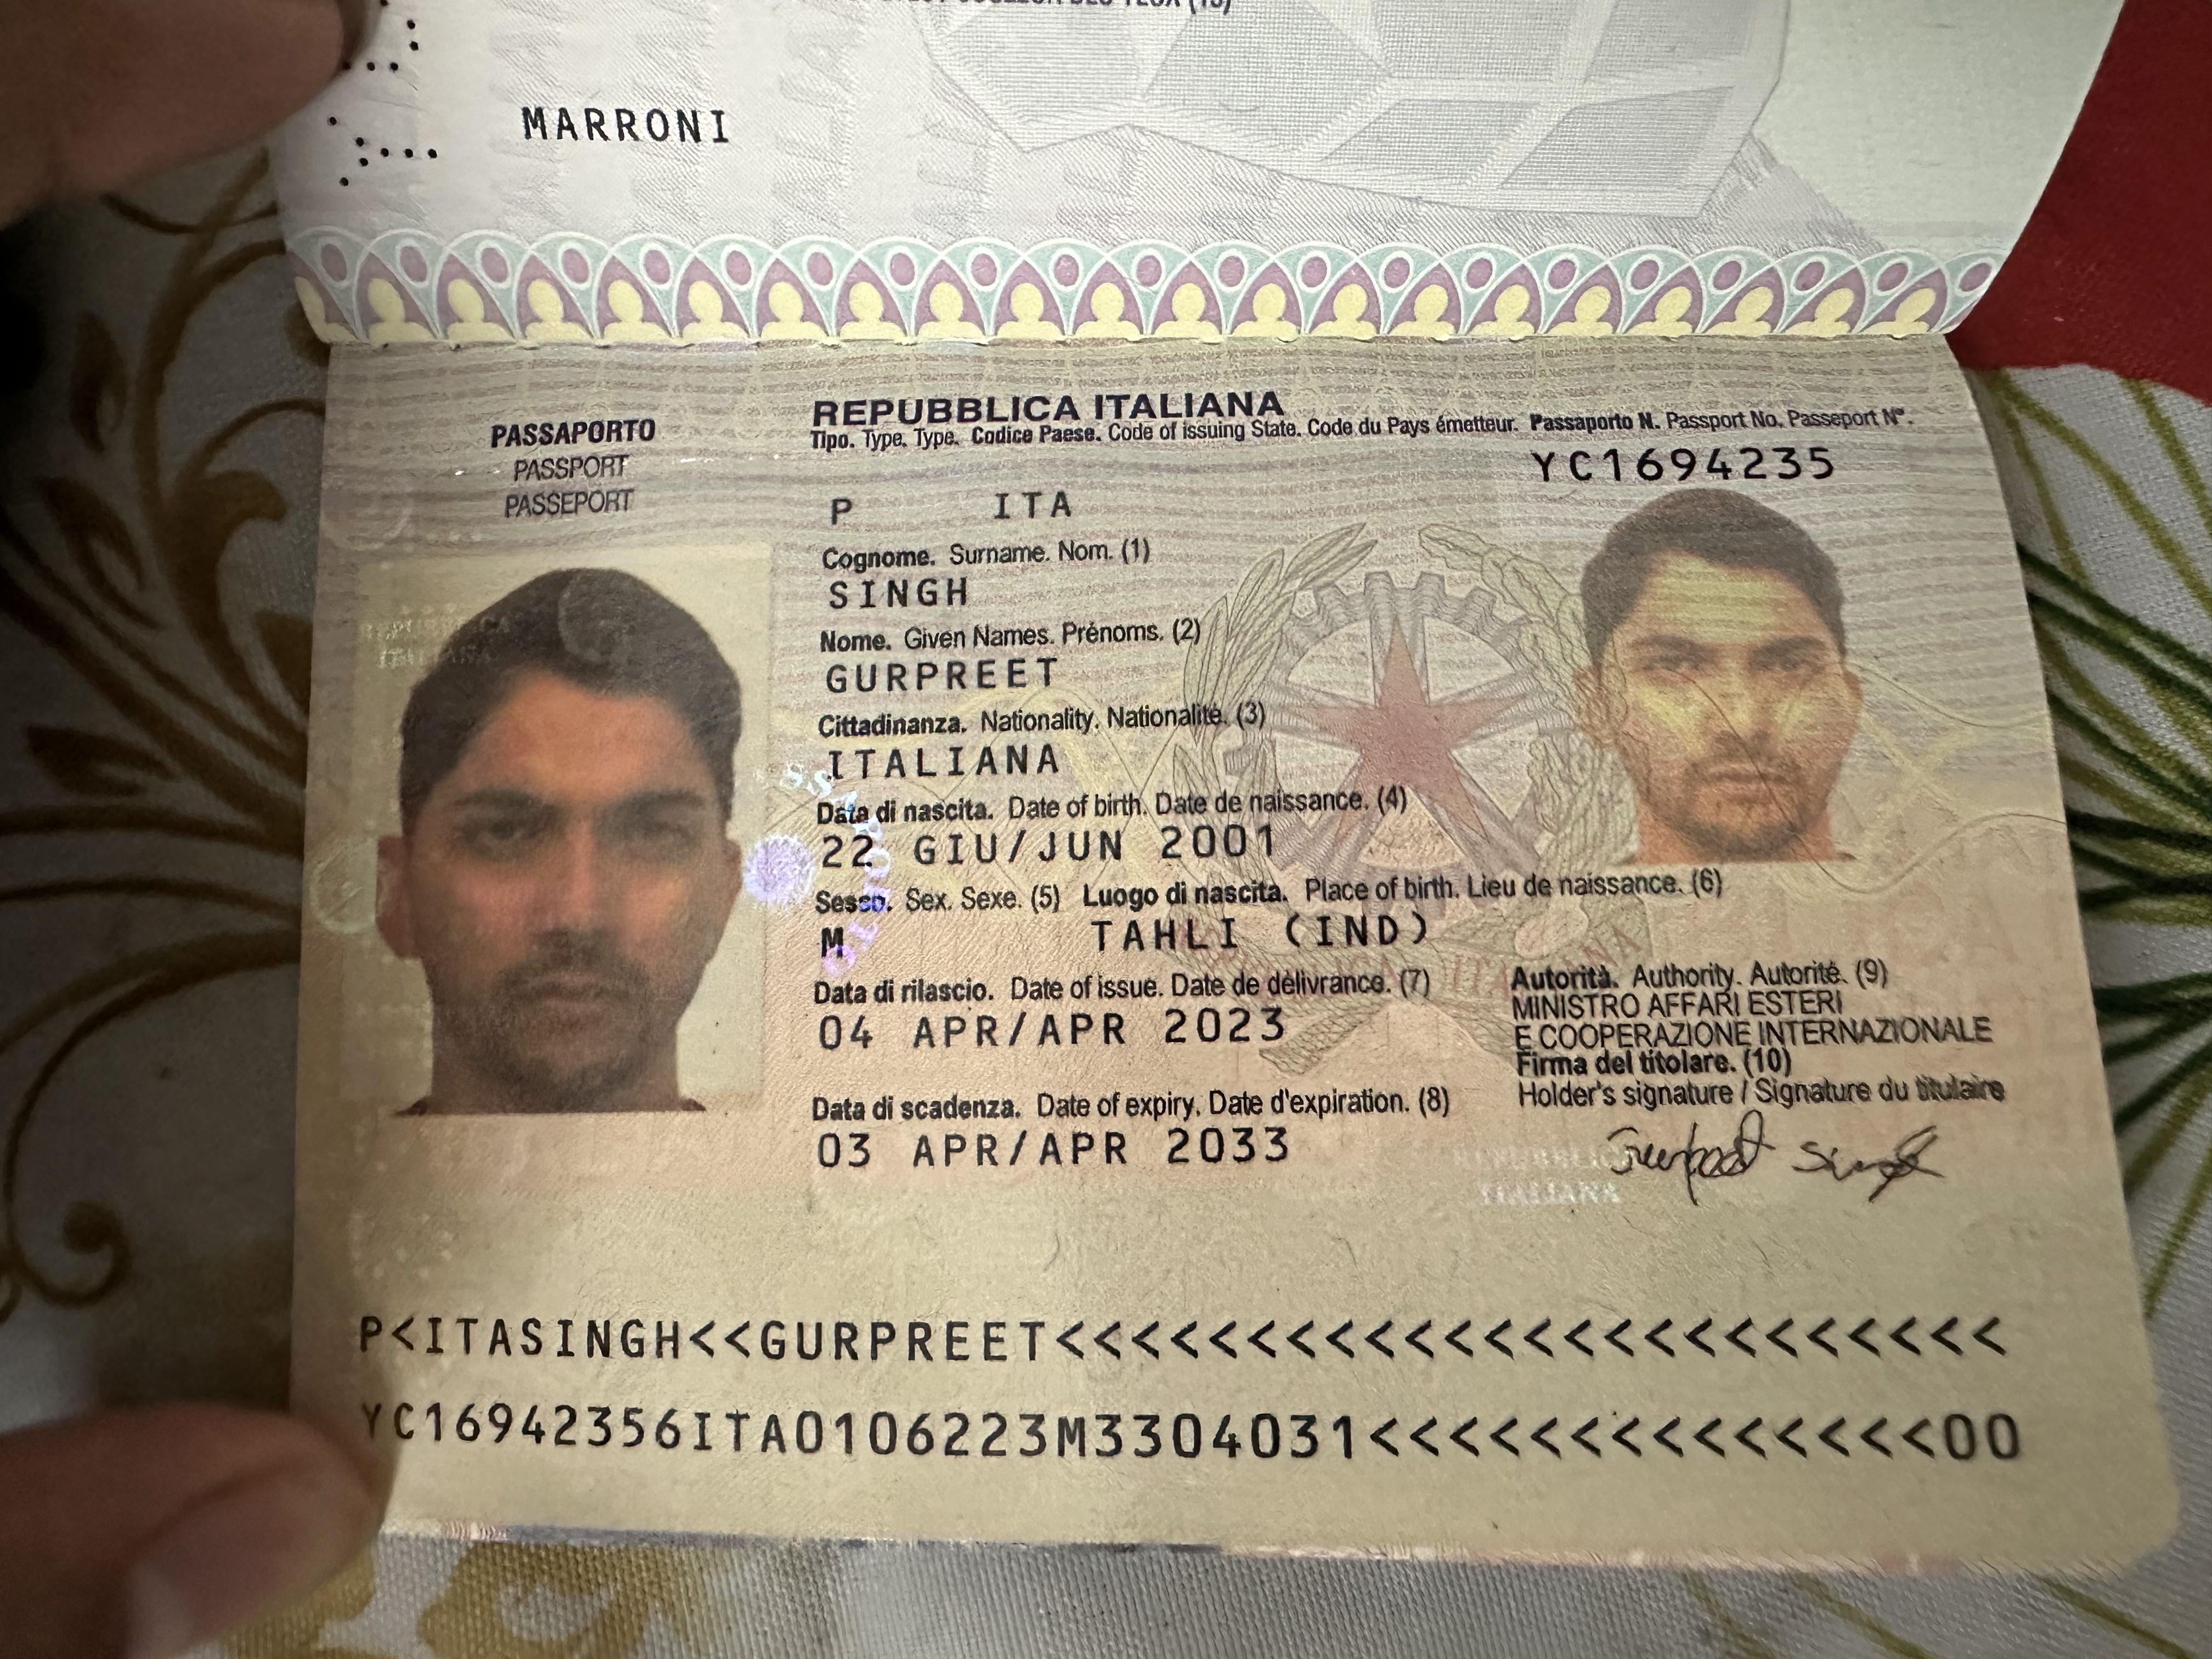 MARRONI
REPUBBLICA ITALIANA
PASSAPORTO
PASSPORT
PASSEPORT
Tipo. Type. Type. Codice Paese. Code of issuing State. Code du Pays émetteur. Passaporto N. Passport No. Passeport N°.
P ITA YC1694235
Cognome. Surname. Nom. (1)
SINGH
Nome. Given Names. Prénoms. (2)
GURPREET
Cittadinanza. Nationality. Nationalité. (3)
ITALIANA
Data di nascita. Date of birth. Date de naissance. (4)
22 GIU/JUN 2001
Sesso. Sex. Sexe. (5) Luogo di nascita. Place of birth. Lieu de naissance. (6)
M TAHLI (IND)
Data di rilascio. Date of issue. Date de délivrance. (7)
04 APR/APR 2023
Data di scadenza. Date of expiry. Date d'expiration. (8)
03 APR/APR 2033
Autorità. Authority. Autorité. (9)
MINISTRO AFFARI ESTERI
E COOPERAZIONE INTERNAZIONALE
Firma del titolare. (10)
Holder's signature / Signature du titulaire
Gurpreet Singh
P<ITASINGH<<GURPREET<<<<<<<<<<<<<<<<<<<<<<<<
YC16942356ITA0106223M3304031<<<<<<<<<<<<<<00